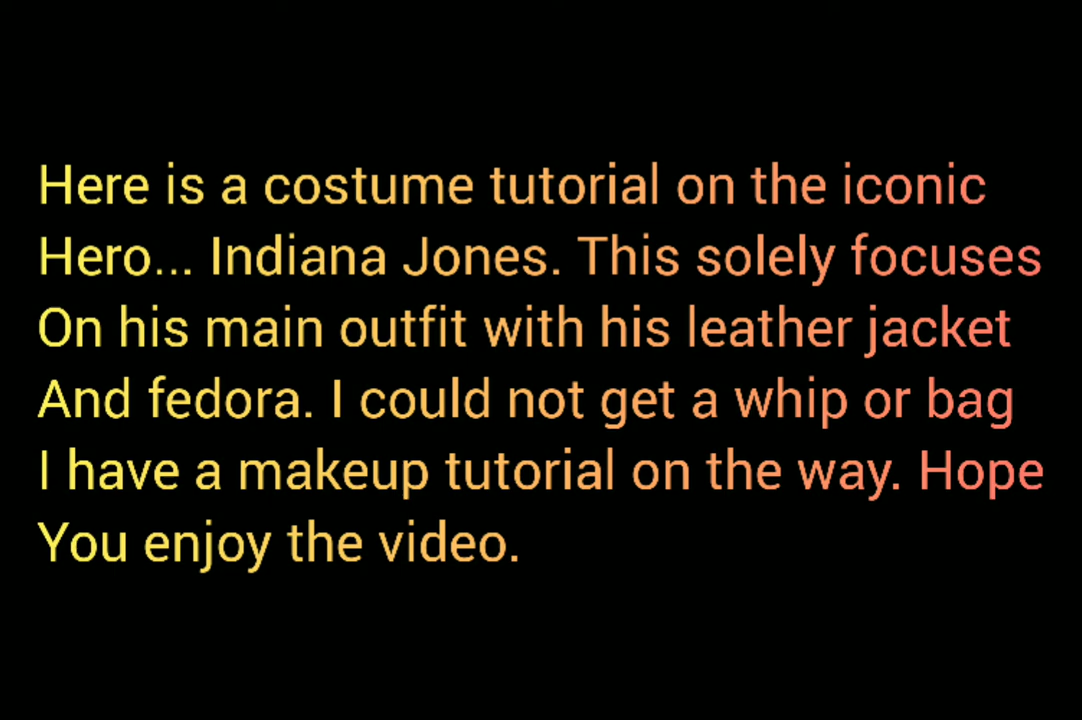 Here is a costume tutorial on the iconic
Hero... Indiana Jones. This solely focuses
On his main outfit with his leather jacket
And fedora. I could not get a whip or bag
I have a makeup tutorial on the way. Hope
You enjoy the video.